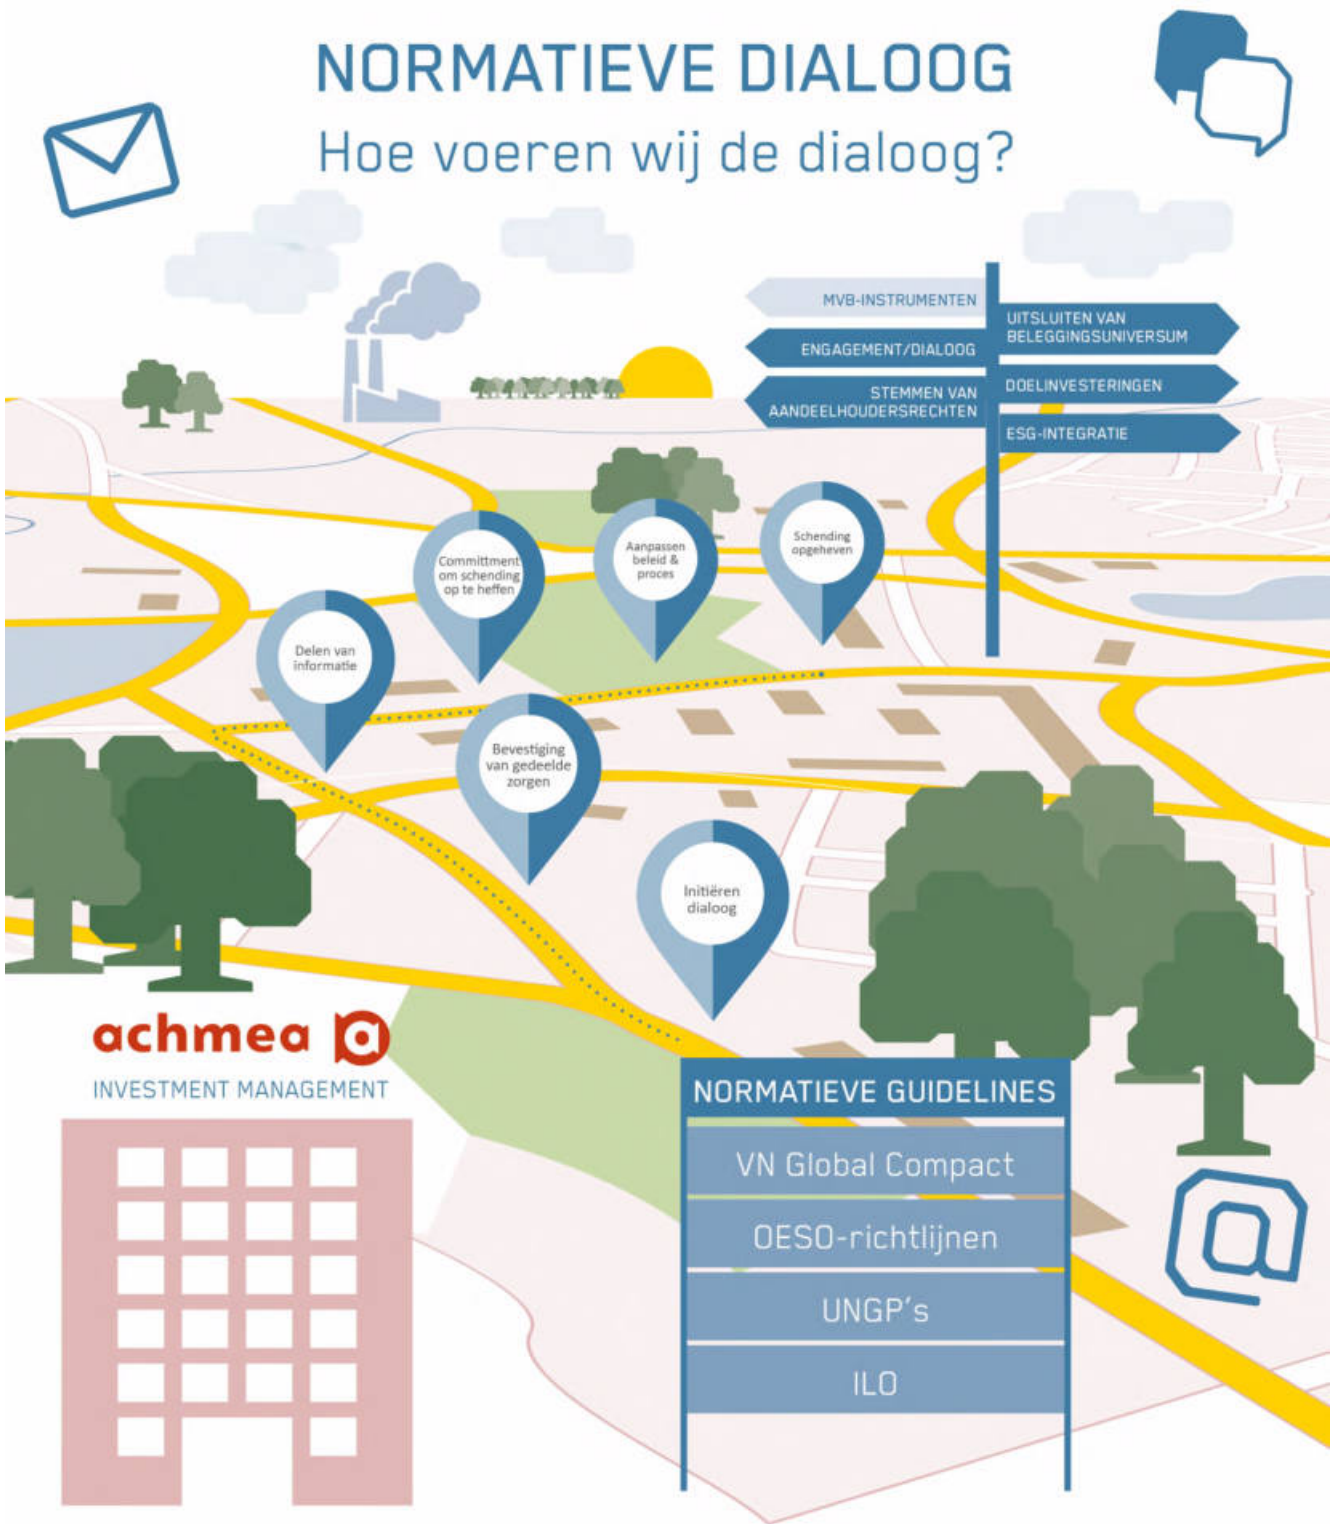 NORMATIEVE DIALOOG
Hoe voeren wij de dialoog?
MVB-INSTRUMENTEN
ENGAGEMENT/DIALOOG
STEMMEN VAN
AANDEELHOUDERSRECHTEN
UITSLUITEN VAN
BELEGGINGSUNIVERSUM
DOELINVESTERINGEN
ESG-INTEGRATIE
Schending
opgeheven
Aanpassen
beleid &
proces
Committment
om schending
op te heffen
Delen van
informatie
Bevestiging
van gedeelde
zorgen
Initiëren
dialoog
achmea
INVESTMENT MANAGEMENT
NORMATIEVE GUIDELINES
VN Global Compact
OESO-richtlijnen
UNGP's
ILO
@